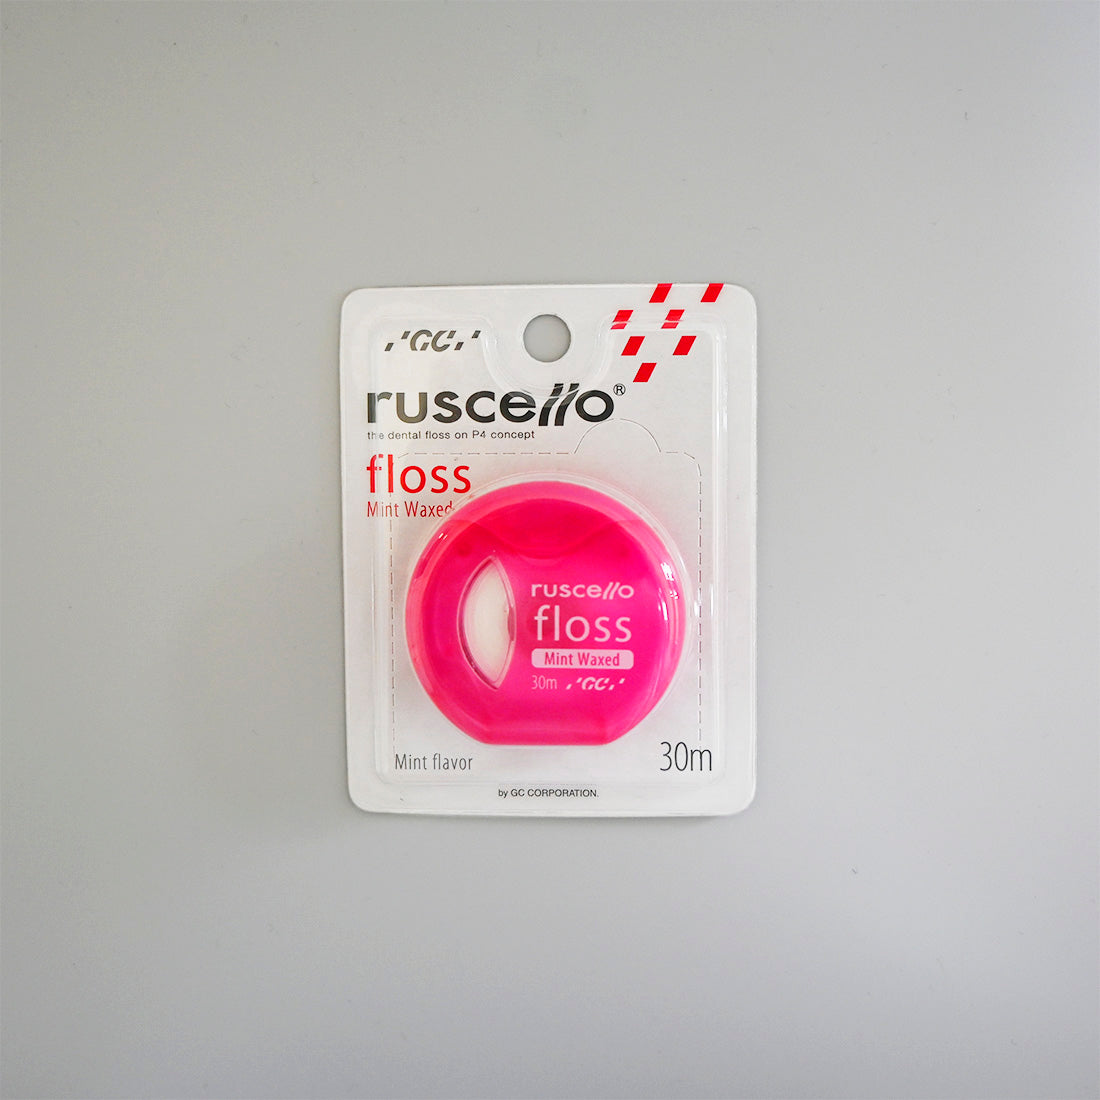 GC
ruscello®
the dental floss on P4 concept
floss
Mint Waxed
ruscello
floss
Mint Waxed
30m GC
Mint flavor
30m
by GC CORPORATION.